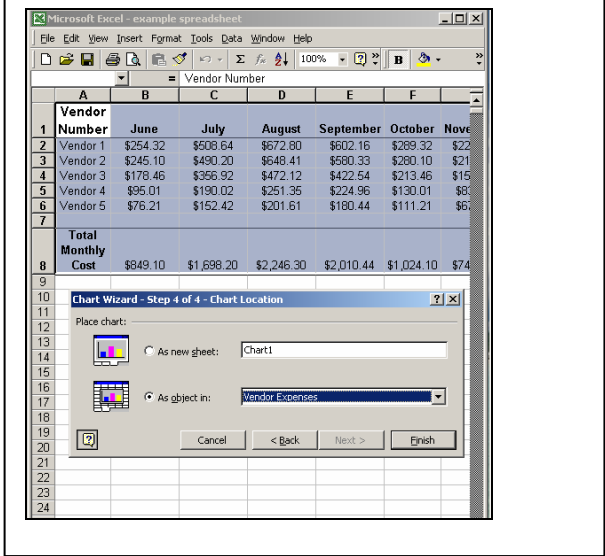 Microsoft Excel - example spreadsheet
File Edit View Insert Format Tools Data Window Help
100% B
= Vendor Number
A B C D E F
Vendor
1 Number June July August September October Nove
2 Vendor 1 $254.32 $508.64 $672.80 $602.16 $289.32 $22
3 Vendor 2 $245.10 $490.20 $648.41 $580.33 $280.10 $21
4 Vendor 3 $178.46 $356.92 $472.12 $422.54 $213.46 $15
5 Vendor 4 $95.01 $190.02 $251.35 $224.96 $130.01 $8
6 Vendor 5 $76.21 $152.42 $201.61 $180.44 $111.21 $6
7
Total
Monthly
8 Cost $849.10 $1,698.20 $2,246.30 $2,010.44 $1,024.10 $74
9
10
11
12
13
14
15
16
17
18
19
20
21
22
23
24
Chart Wizard - Step 4 of 4 - Chart Location
Place chart:
As new sheet: Chart1
As object in: Vendor Expenses
Cancel < Back Next > Finish